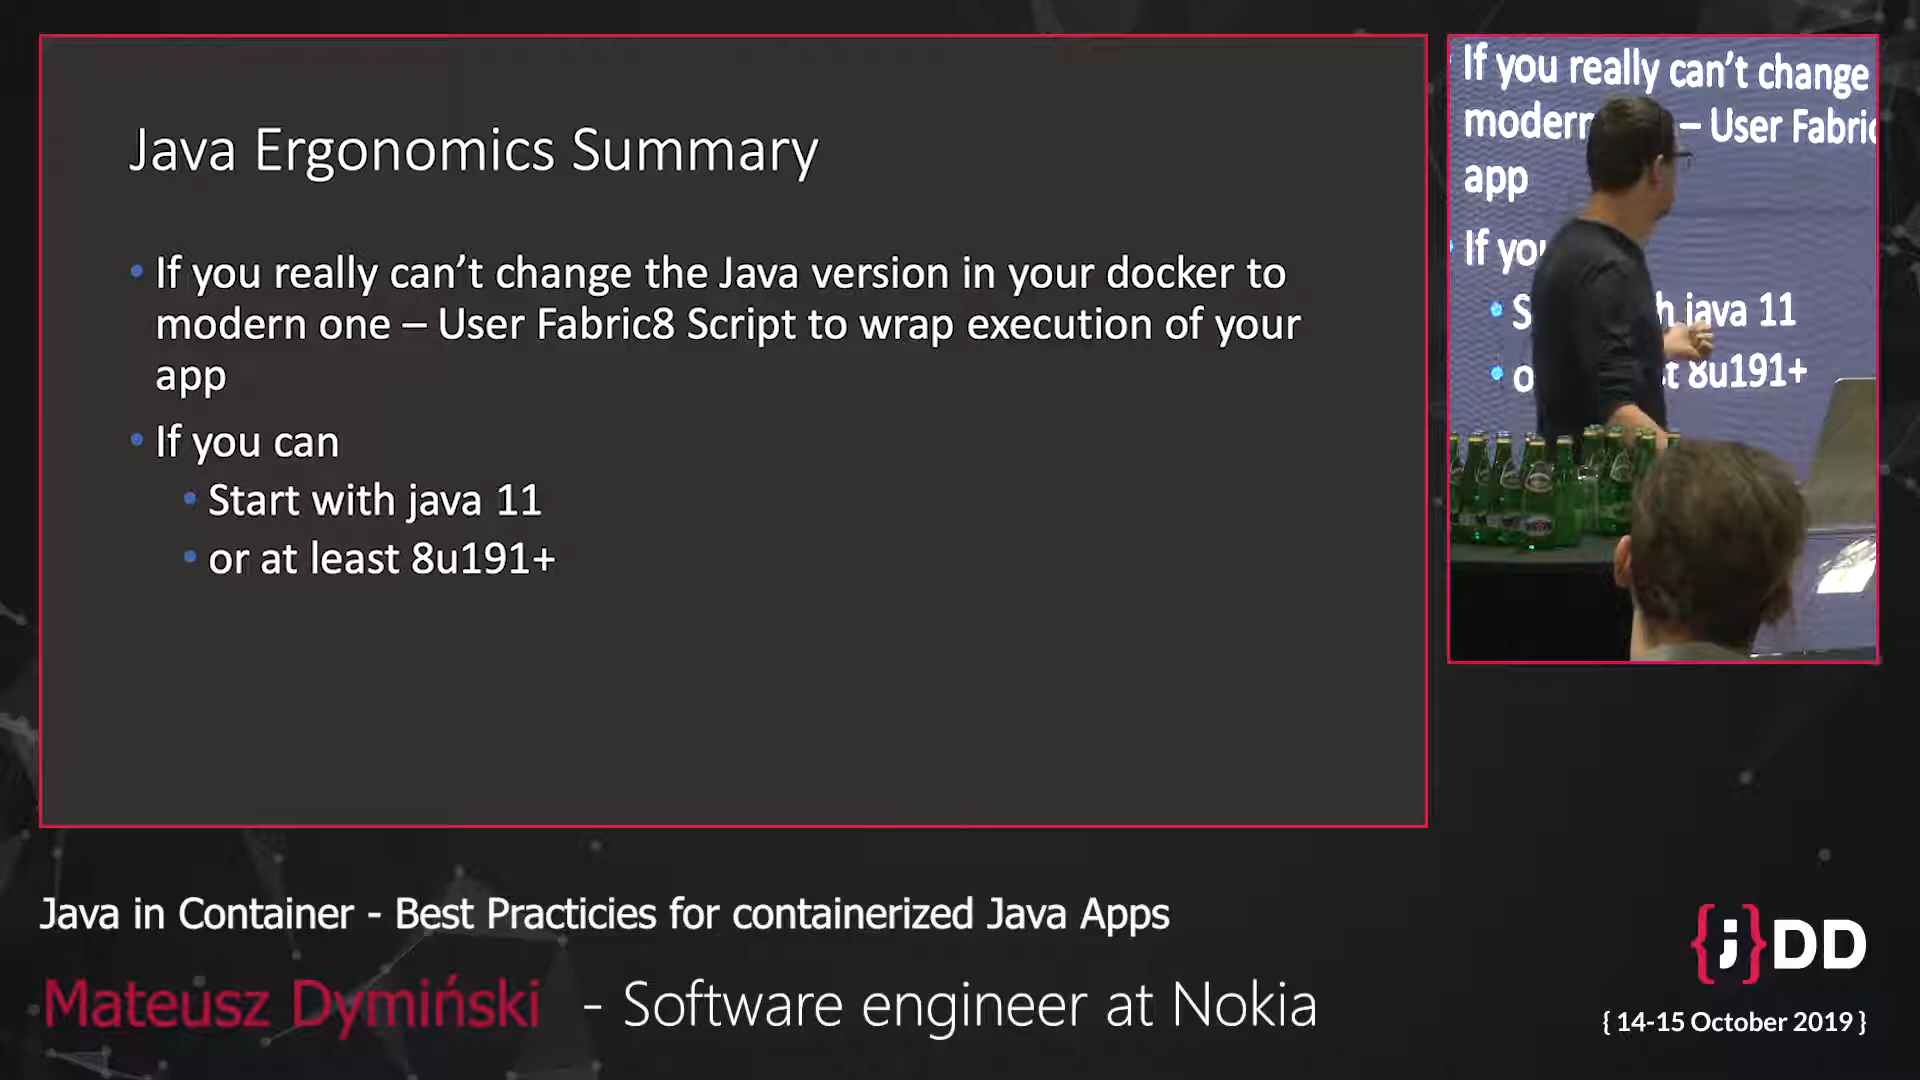 Java Ergonomics Summary
• If you really can’t change the Java version in your docker to
modern one – User Fabric8 Script to wrap execution of your
app
• If you can
• Start with java 11
• or at least 8u191+
If you really can’t change
modern – User Fabric
app
If you
java 11
8u191+
Java in Container - Best Practicies for containerized Java Apps
Mateusz Dymiński - Software engineer at Nokia
{;}DD
{ 14-15 October 2019 }